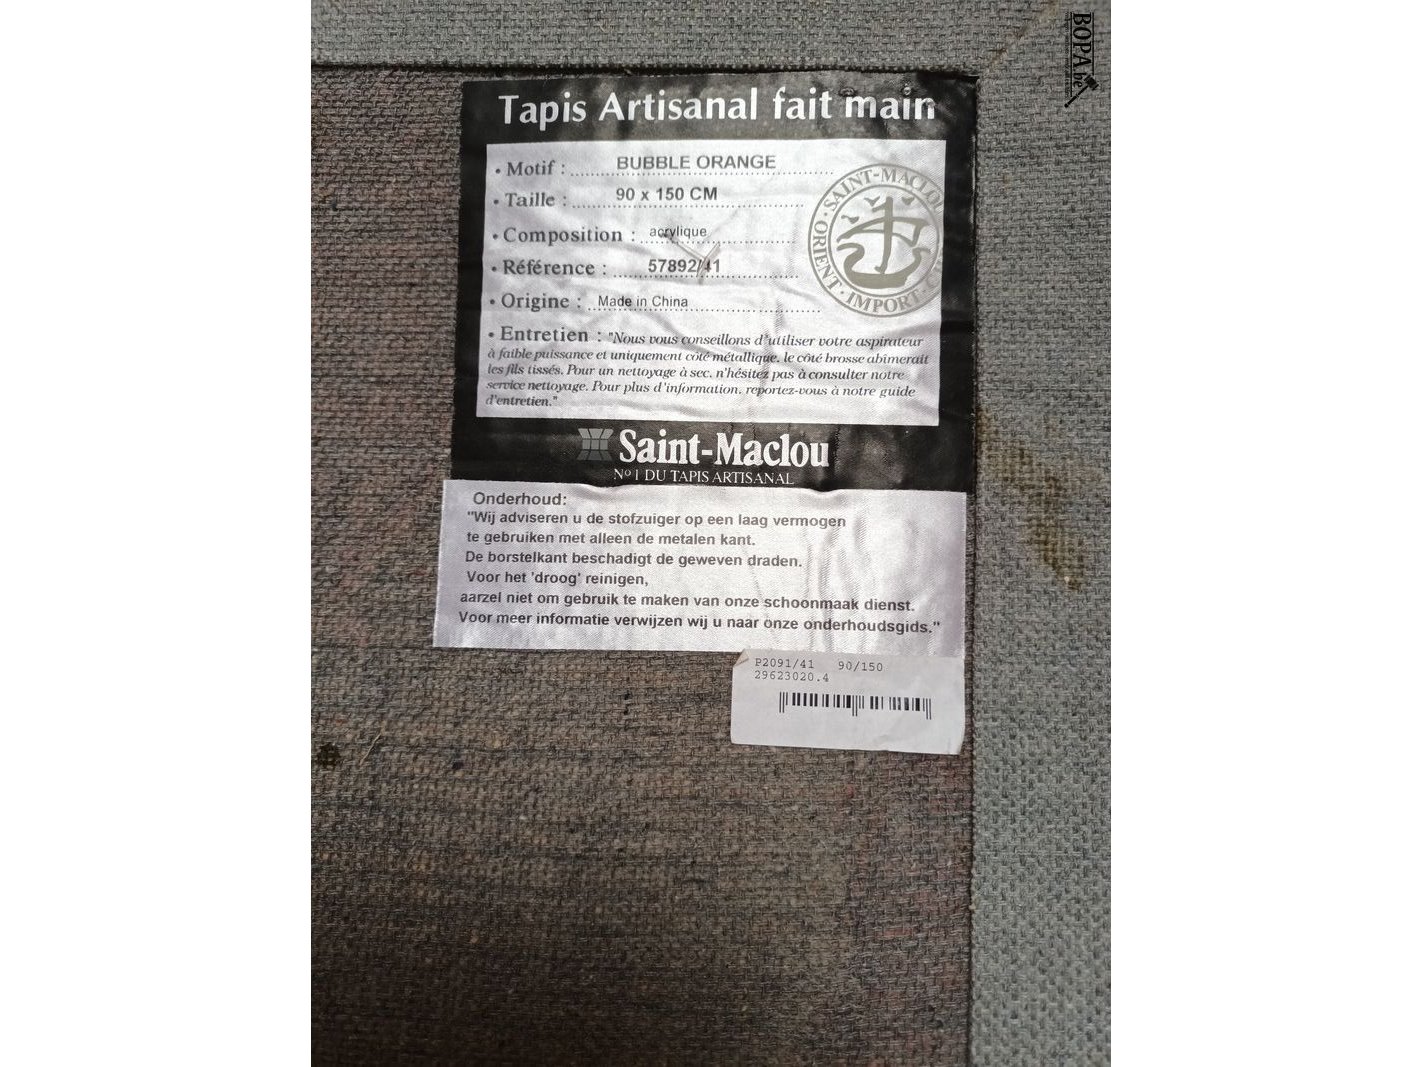 BOPA.be
Tapis Artisanal fait main
• Motif : BUBBLE ORANGE
• Taille : 90 x 150 CM
• Composition : acrylique
• Référence : 57892/41
• Origine : Made in China
• Entretien : "Nous vous conseillons d'utiliser votre aspirateur
à faible puissance et uniquement côté métallique. le côté brosse abîmerait
les fils tissés. Pour un nettoyage à sec, n'hésitez pas à consulter notre
service nettoyage. Pour plus d'information, reportez-vous à notre guide
d'entretien."
SAINT-MACLOU
ORIENT · IMPORT
Saint-Maclou
Nº 1 DU TAPIS ARTISANAL
Onderhoud:
"Wij adviseren u de stofzuiger op een laag vermogen
te gebruiken met alleen de metalen kant.
De borstelkant beschadigt de geweven draden.
Voor het 'droog' reinigen,
aarzel niet om gebruik te maken van onze schoonmaak dienst.
Voor meer informatie verwijzen wij u naar onze onderhoudsgids."
P2091/41 90/150
29623020.4